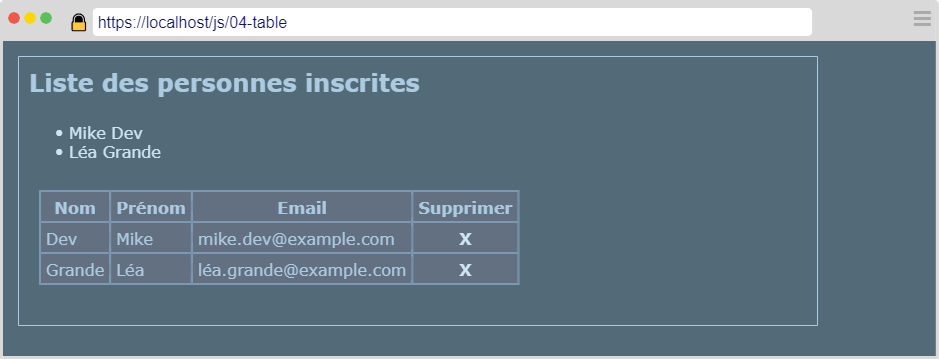 https://localhost/js/04-table
Liste des personnes inscrites
• Mike Dev
• Léa Grande
Nom Prénom Email Supprimer
Dev Mike mike.dev@example.com X
Grande Léa léa.grande@example.com X